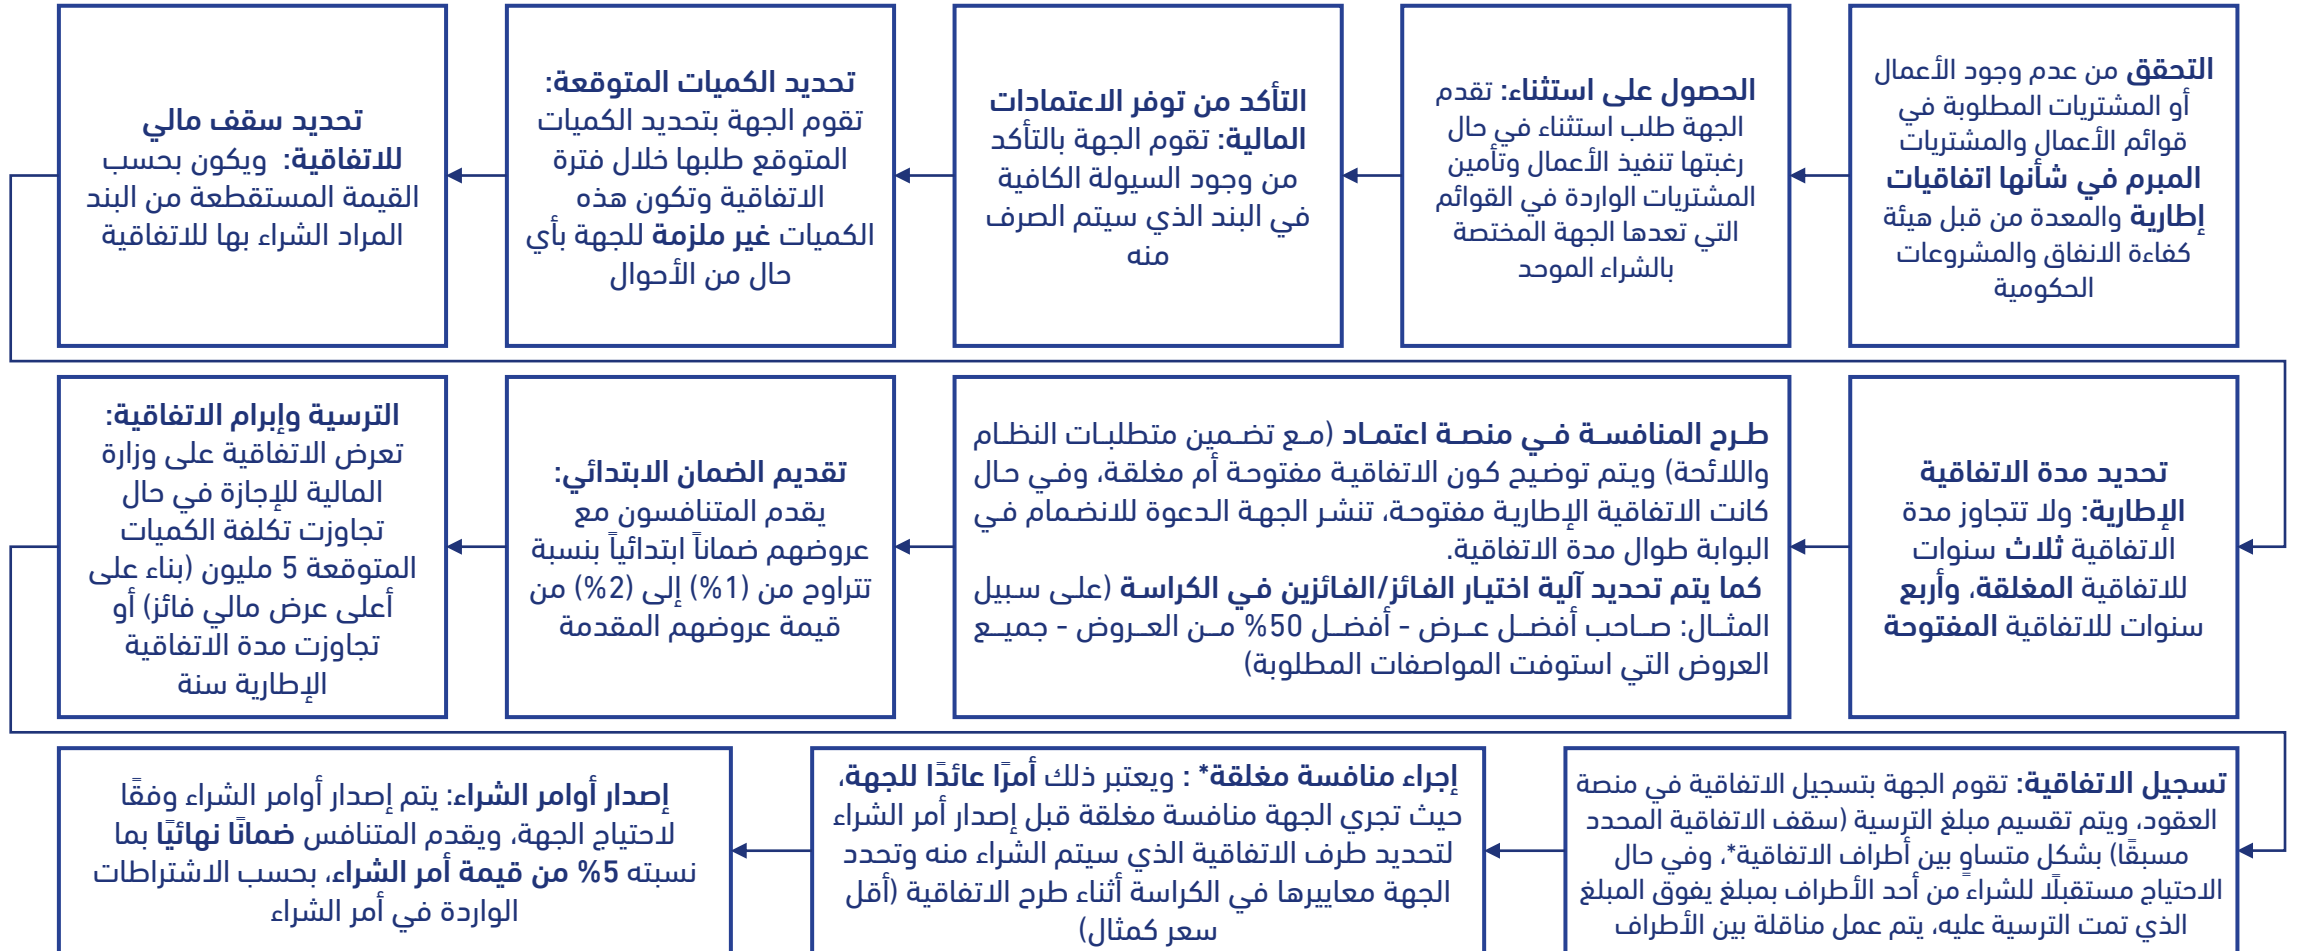 التحقق من عدم وجود الأعمال
أو المشتريات المطلوبة في
قوائم الأعمال والمشتريات
المبرم في شأنها اتفاقيات
إطارية والمعدة من قبل هيئة
كفاءة الانفاق والمشروعات
الحكومية
الحصول على استثناء: تقدم
الجهة طلب استثناء في حال
رغبتها تنفيذ الأعمال وتأمين
المشتريات الواردة في القوائم
التي تعدها الجهة المختصة
بالشراء الموحد
التأكد من توفر الاعتمادات
المالية: تقوم الجهة بالتأكد
من وجود السيولة الكافية
في البند الذي سيتم الصرف
منه
تحديد الكميات المتوقعة:
تقوم الجهة بتحديد الكميات
المتوقع طلبها خلال فترة
الاتفاقية وتكون هذه
الكميات غير ملزمة للجهة بأي
حال من الأحوال
تحديد سقف مالي
للاتفاقية: ويكون بحسب
القيمة المستقطعة من البند
المراد الشراء بها للاتفاقية
تحديد مدة الاتفاقية
الإطارية: ولا تتجاوز مدة
الاتفاقية ثلاث سنوات
للاتفاقية المغلقة، وأربع
سنوات للاتفاقية المفتوحة
طرح المنافسة في منصة اعتماد (مع تضمين متطلبات النظام
واللائحة) ويتم توضيح كون الاتفاقية مفتوحة أم مغلقة، وفي حال
كانت الاتفاقية الإطارية مفتوحة، تنشر الجهة الدعوة للانضمام في
البوابة طوال مدة الاتفاقية.
كما يتم تحديد آلية اختيار الفائز/الفائزين في الكراسة (على سبيل
المثال: صاحب أفضل عرض - أفضل 50% من العروض - جميع
العروض التي استوفت المواصفات المطلوبة)
تقديم الضمان الابتدائي:
يقدم المتنافسون مع
عروضهم ضماناً ابتدائياً بنسبة
تتراوح من (1%) إلى (2%) من
قيمة عروضهم المقدمة
الترسية وإبرام الاتفاقية:
تعرض الاتفاقية على وزارة
المالية للإجازة في حال
تجاوزت تكلفة الكميات
المتوقعة 5 مليون (بناء على
أعلى عرض مالي فائز) أو
تجاوزت مدة الاتفاقية
الإطارية سنة
تسجيل الاتفاقية: تقوم الجهة بتسجيل الاتفاقية في منصة
العقود، ويتم تقسيم مبلغ الترسية (سقف الاتفاقية المحدد
مسبقًا) بشكل متساوٍ بين أطراف الاتفاقية*، وفي حال
الاحتياج مستقبلًا للشراء من أحد الأطراف بمبلغ يفوق المبلغ
الذي تمت الترسية عليه، يتم عمل مناقلة بين الأطراف
إجراء منافسة مغلقة* : ويعتبر ذلك أمرًا عائدًا للجهة،
حيث تجري الجهة منافسة مغلقة قبل إصدار أمر الشراء
لتحديد طرف الاتفاقية الذي سيتم الشراء منه وتحدد
الجهة معاييرها في الكراسة أثناء طرح الاتفاقية (أقل
سعر كمثال)
إصدار أوامر الشراء: يتم إصدار أوامر الشراء وفقًا
لاحتياج الجهة، ويقدم المتنافس ضمانًا نهائيًا بما
نسبته 5% من قيمة أمر الشراء، بحسب الاشتراطات
الواردة في أمر الشراء